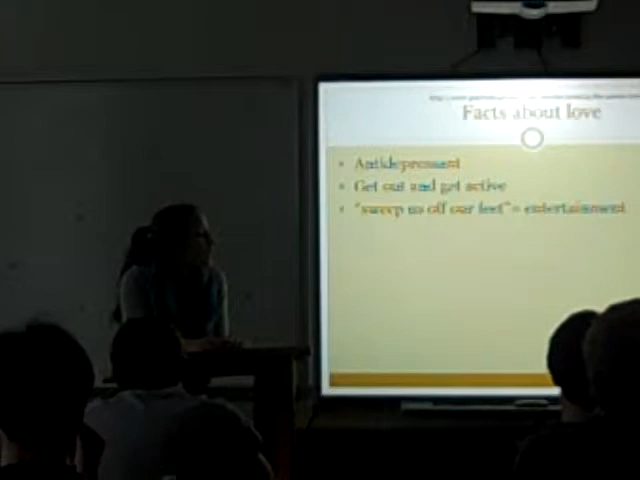 Facts about love
• Antidepressant
• Get out and get active
• "sweep us off our feet"= entertainment